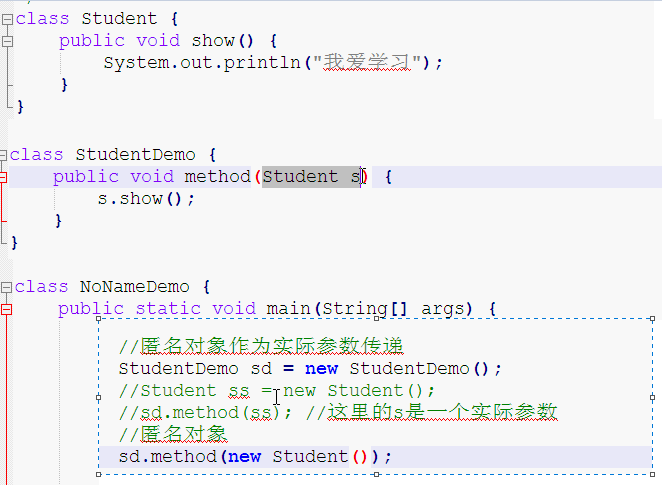 class Student {
public void show() {
System.out.println("我爱学习");
}
}
class StudentDemo {
public void method(Student s) {
s.show();
}
}
class NoNameDemo {
public static void main(String[] args) {
//匿名对象作为实际参数传递
StudentDemo sd = new StudentDemo();
//Student ss = new Student();
//sd.method(ss); //这里的s是一个实际参数
//匿名对象
sd.method(new Student());